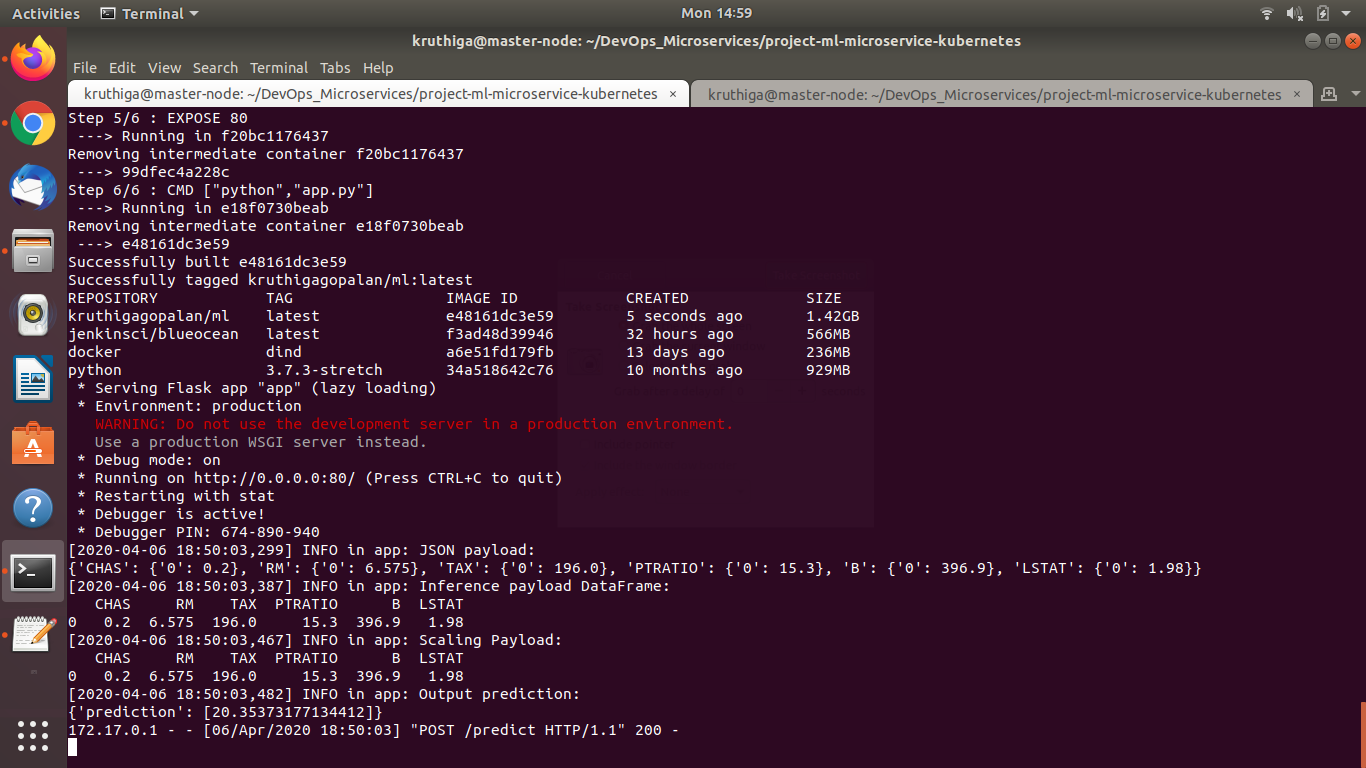 Activities Terminal Mon 14:59
kruthiga@master-node: ~/DevOps_Microservices/project-ml-microservice-kubernetes
File Edit View Search Terminal Tabs Help
kruthiga@master-node: ~/DevOps_Microservices/project-ml-microservice-kubernetes × kruthiga@master-node: ~/DevOps_Microservices/project-ml-microservice-kubernetes ×
Step 5/6 : EXPOSE 80
 ---> Running in f20bc1176437
Removing intermediate container f20bc1176437
 ---> 99dfec4a228c
Step 6/6 : CMD ["python","app.py"]
 ---> Running in e18f0730beab
Removing intermediate container e18f0730beab
 ---> e48161dc3e59
Successfully built e48161dc3e59
Successfully tagged kruthigagopalan/ml:latest
REPOSITORY            TAG                 IMAGE ID            CREATED             SIZE
kruthigagopalan/ml    latest              e48161dc3e59        5 seconds ago       1.42GB
jenkinsci/blueocean   latest              f3ad48d39946        32 hours ago        566MB
docker                dind                a6e51fd179fb        13 days ago         236MB
python                3.7.3-stretch       34a518642c76        10 months ago       929MB
 * Serving Flask app "app" (lazy loading)
 * Environment: production
   WARNING: Do not use the development server in a production environment.
   Use a production WSGI server instead.
 * Debug mode: on
 * Running on http://0.0.0.0:80/ (Press CTRL+C to quit)
 * Restarting with stat
 * Debugger is active!
 * Debugger PIN: 674-890-940
[2020-04-06 18:50:03,299] INFO in app: JSON payload:
{'CHAS': {'0': 0.2}, 'RM': {'0': 6.575}, 'TAX': {'0': 196.0}, 'PTRATIO': {'0': 15.3}, 'B': {'0': 396.9}, 'LSTAT': {'0': 1.98}}
[2020-04-06 18:50:03,387] INFO in app: Inference payload DataFrame:
   CHAS     RM    TAX  PTRATIO      B  LSTAT
0   0.2  6.575  196.0     15.3  396.9   1.98
[2020-04-06 18:50:03,467] INFO in app: Scaling Payload:
   CHAS     RM    TAX  PTRATIO      B  LSTAT
0   0.2  6.575  196.0     15.3  396.9   1.98
[2020-04-06 18:50:03,482] INFO in app: Output prediction:
{'prediction': [20.35373177134412]}
172.17.0.1 - - [06/Apr/2020 18:50:03] "POST /predict HTTP/1.1" 200 -